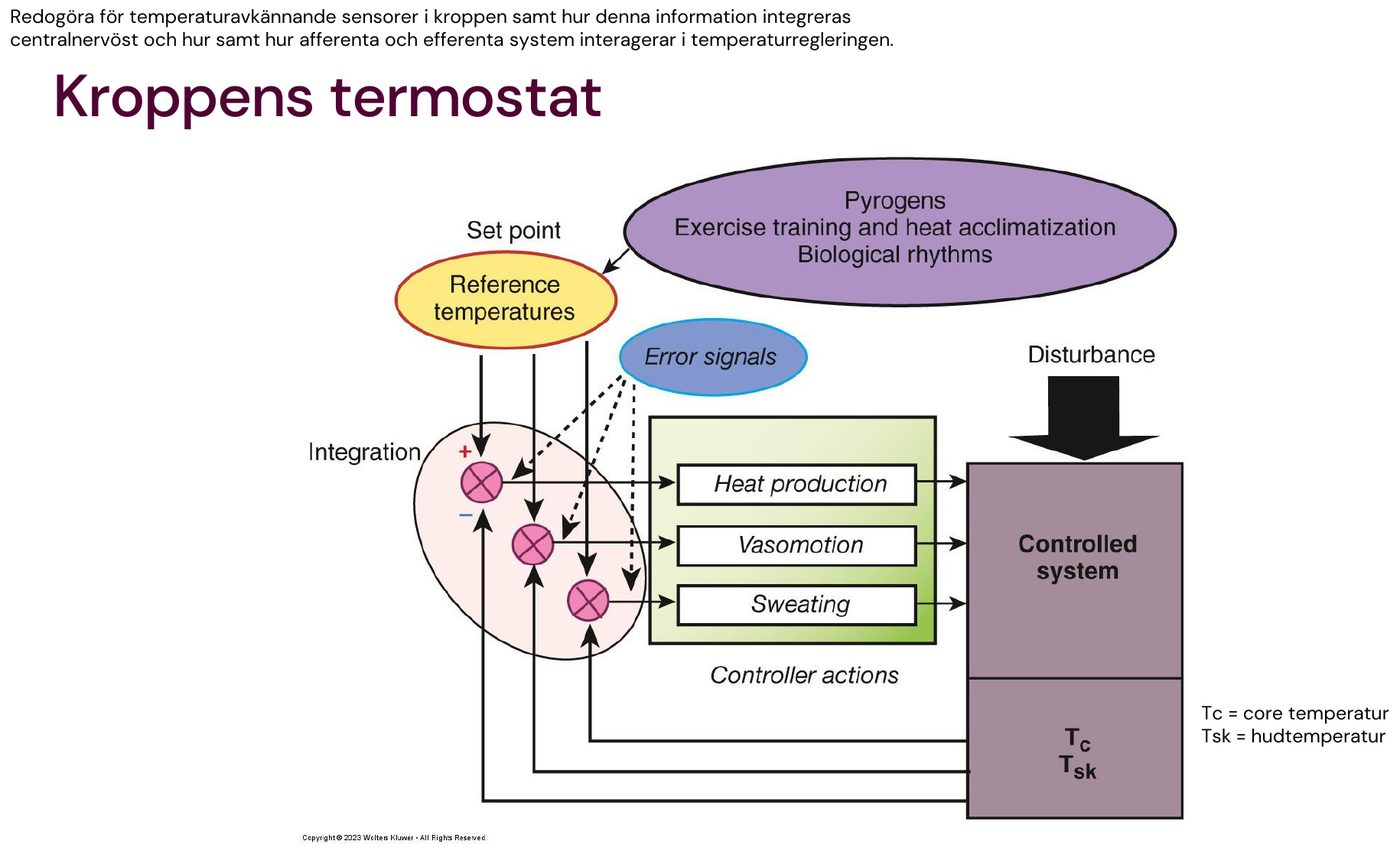 Redogöra för temperaturavkännande sensorer i kroppen samt hur denna information integreras
centralnervöst och hur samt hur afferenta och efferenta system interagerar i temperaturregleringen.
Kroppens termostat
Pyrogens
Exercise training and heat acclimatization
Biological rhythms
Set point
Reference
temperatures
Error signals
Disturbance
Integration
+
−
Heat production
Vasomotion
Sweating
Controlled
system
Controller actions
Tc
Tsk
Tc = core temperatur
Tsk = hudtemperatur
Copyright © 2023 Wolters Kluwer • All Rights Reserved